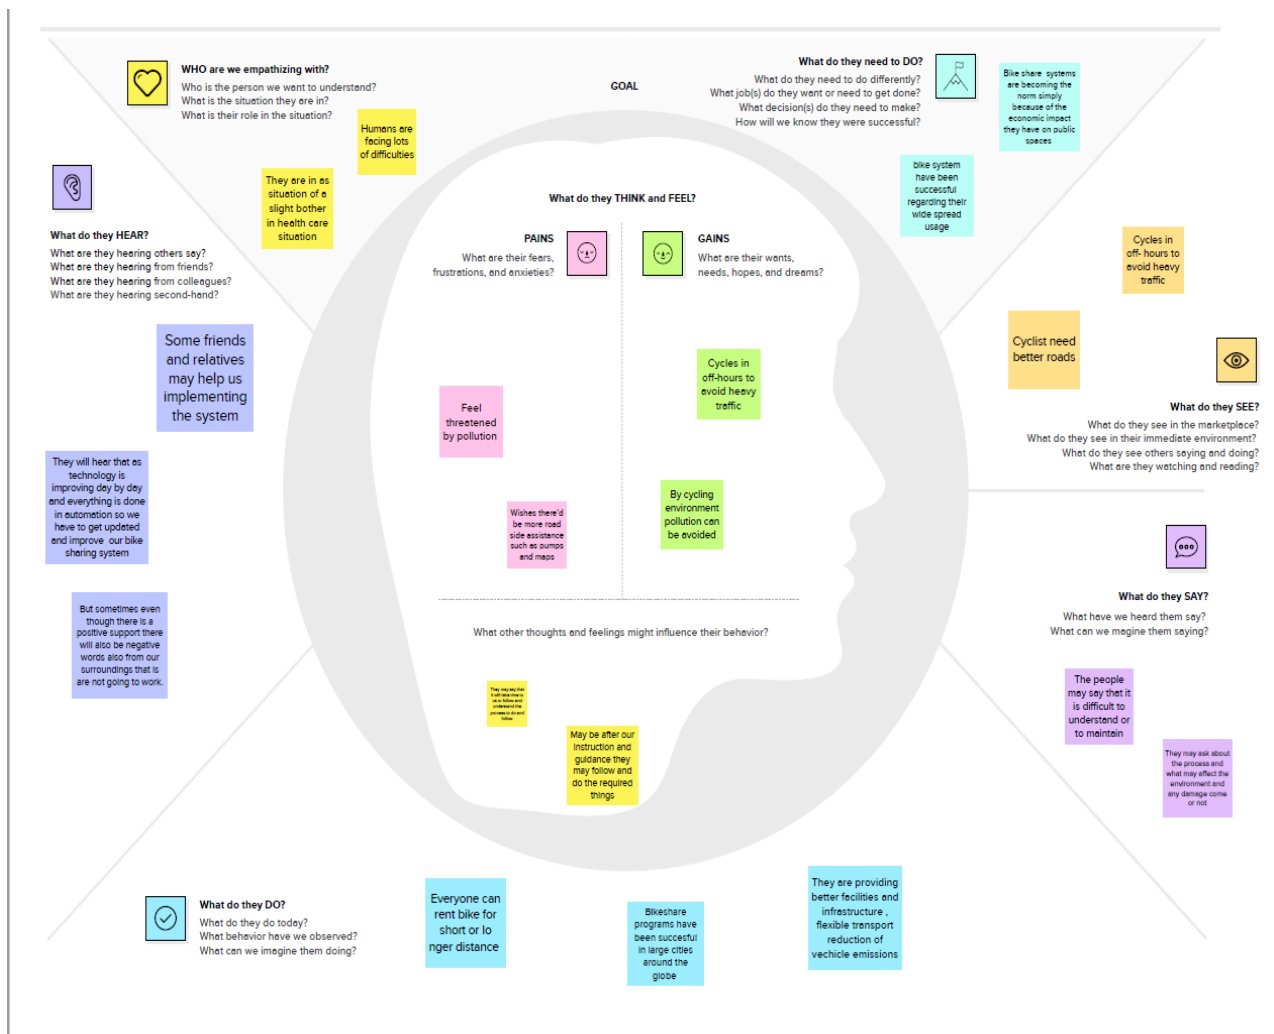 WHO are we empathizing with?
Who is the person we want to understand?
What is the situation they are in?
What is their role in the situation?
Humans are
facing lots
of difficulties
They are in as
situation of a
slight bother
in health care
situation
GOAL
What do they need to DO?
What do they need to do differently?
What job(s) do they want or need to get done?
What decision(s) do they need to make?
How will we know they were successful?
Bike share systems
are becoming the
norm simply
because of the
economic impact
they have on public
spaces
bike system
have been
successful
regarding their
wide spread
usage
What do they HEAR?
What are they hearing others say?
What are they hearing from friends?
What are they hearing from colleagues?
What are they hearing second-hand?
Some friends
and relatives
may help us
implementing
the system
They will hear that as
technology is
improving day by day
and everything is done
in automation so we
have to get updated
and improve our bike
sharing system
But sometimes even
though there is a
positive support there
will also be negative
words also from our
surroundings that is
are not going to work.
What do they THINK and FEEL?
PAINS
What are their fears,
frustrations, and anxieties?
Feel
threatened
by pollution
Wishes there'd
be more road
side assistance
such as pumps
and maps
GAINS
What are their wants,
needs, hopes, and dreams?
Cycles in
off-hours to
avoid heavy
traffic
By cycling
environment
pollution can
be avoided
What other thoughts and feelings might influence their behavior?
They may say that
it will take time to
us to follow and
understand the
process to do and
follow
May be after our
instruction and
guidance they
may follow and
do the required
things
Cycles in
off- hours to
avoid heavy
traffic
Cyclist need
better roads
What do they SEE?
What do they see in the marketplace?
What do they see in their immediate environment?
What do they see others saying and doing?
What are they watching and reading?
What do they SAY?
What have we heard them say?
What can we magine them saying?
The people
may say that it
is difficult to
understand or
to maintain
They may ask about
the process and
what may affect the
environment and
any damage come
or not
What do they DO?
What do they do today?
What behavior have we observed?
What can we imagine them doing?
Everyone can
rent bike for
short or lo
nger distance
Bikeshare
programs have
been succesful
in large cities
around the
globe
They are providing
better facilities and
infrastructure ,
flexible transport
reduction of
vechicle emissions